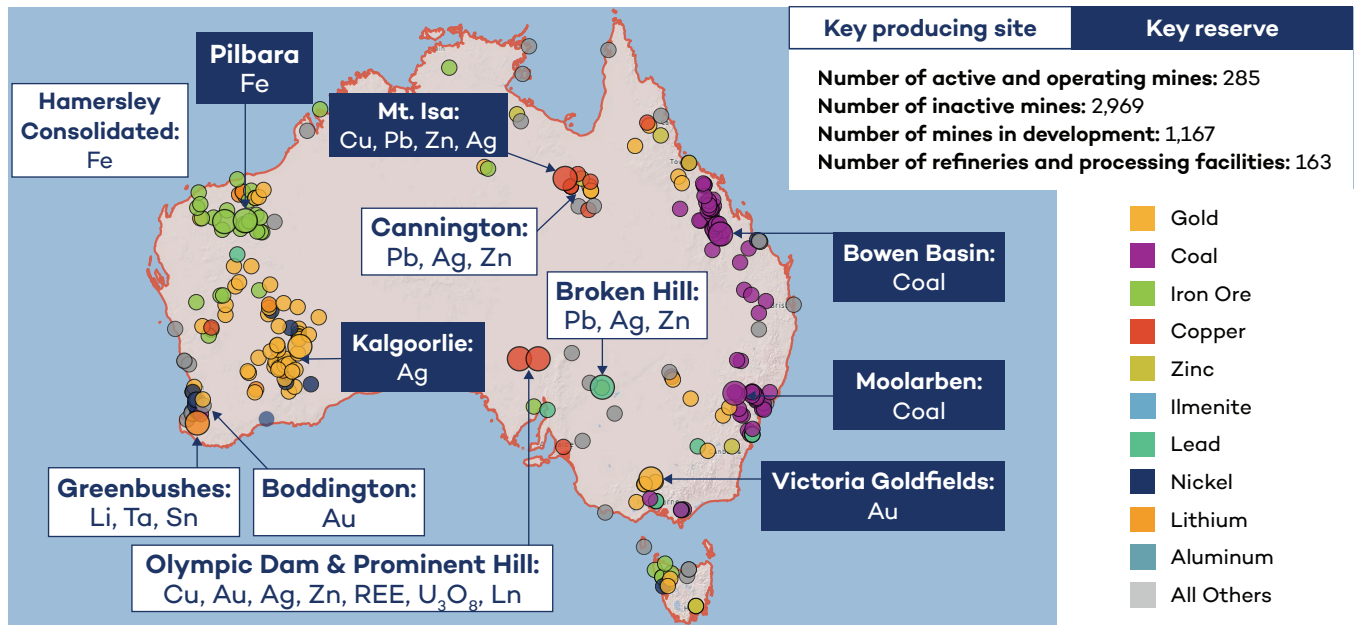 Key producing site
Key reserve
Number of active and operating mines: 285
Number of inactive mines: 2,969
Number of mines in development: 1,167
Number of refineries and processing facilities: 163
Pilbara
Fe
Hamersley
Consolidated:
Fe
Mt. Isa:
Cu, Pb, Zn, Ag
Cannington:
Pb, Ag, Zn
Bowen Basin:
Coal
Broken Hill:
Pb, Ag, Zn
Kalgoorlie:
Ag
Moolarben:
Coal
Victoria Goldfields:
Au
Greenbushes:
Li, Ta, Sn
Boddington:
Au
Olympic Dam & Prominent Hill:
Cu, Au, Ag, Zn, REE, U₃O₈, Ln
Gold
Coal
Iron Ore
Copper
Zinc
Ilmenite
Lead
Nickel
Lithium
Aluminum
All Others